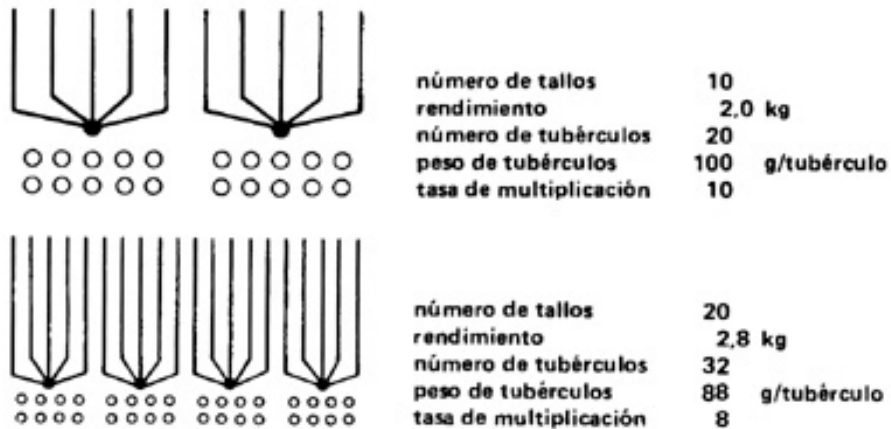 número de tallos 10
rendimiento 2,0 kg
número de tubérculos 20
peso de tubérculos 100 g/tubérculo
tasa de multiplicación 10
número de tallos 20
rendimiento 2,8 kg
número de tubérculos 32
peso de tubérculos 88 g/tubérculo
tasa de multiplicación 8